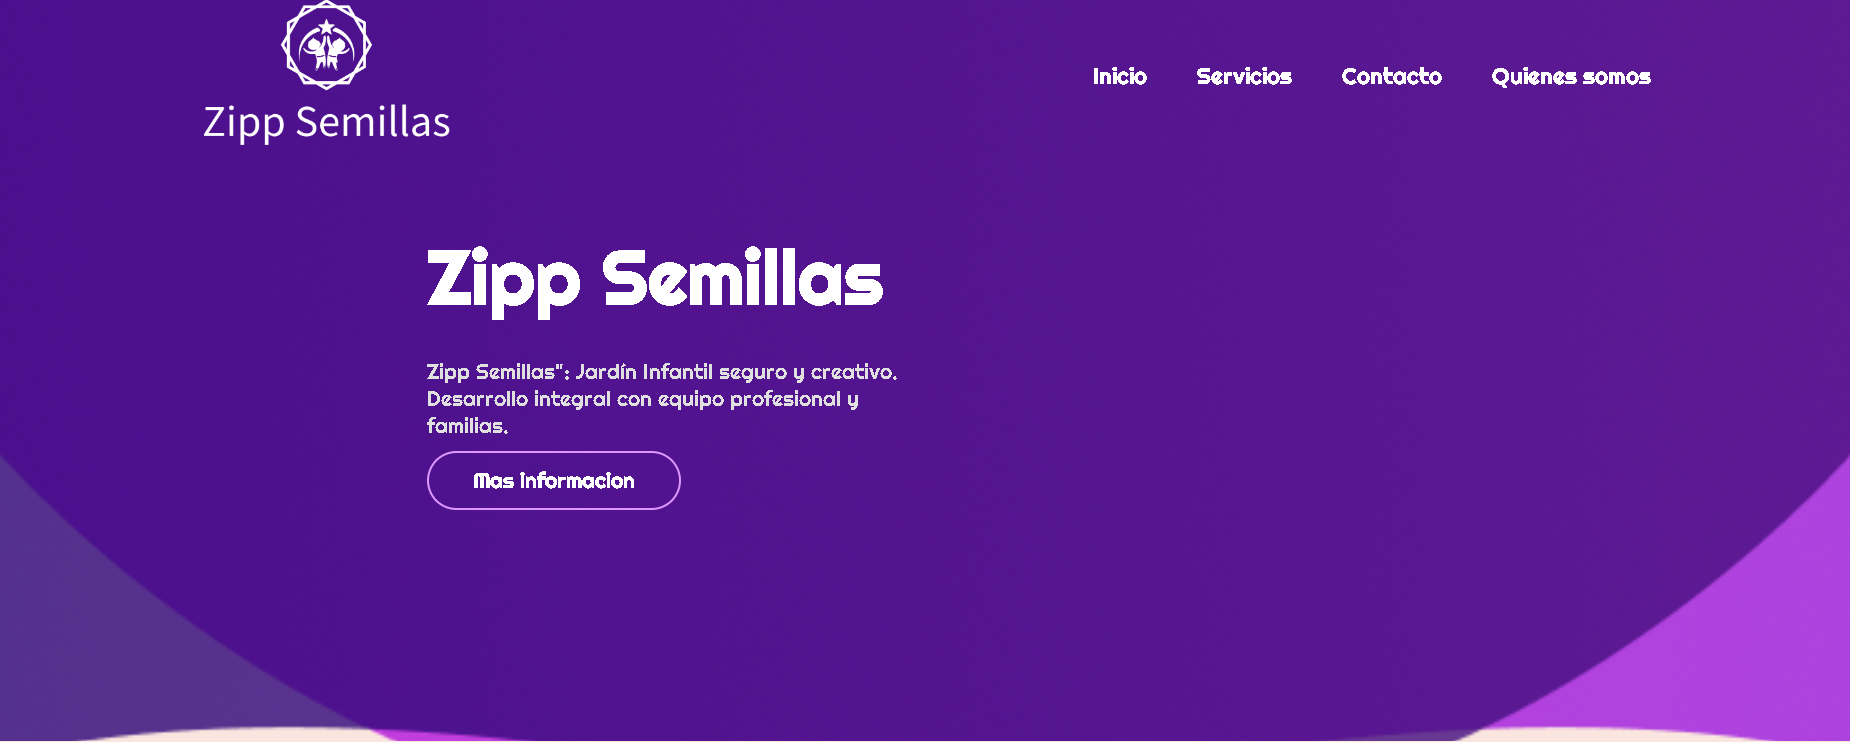 Zipp Semillas
Inicio Servicios Contacto Quienes somos
Zipp Semillas
Zipp Semillas": Jardín Infantil seguro y creativo.
Desarrollo integral con equipo profesional y
familias.
Mas informacion